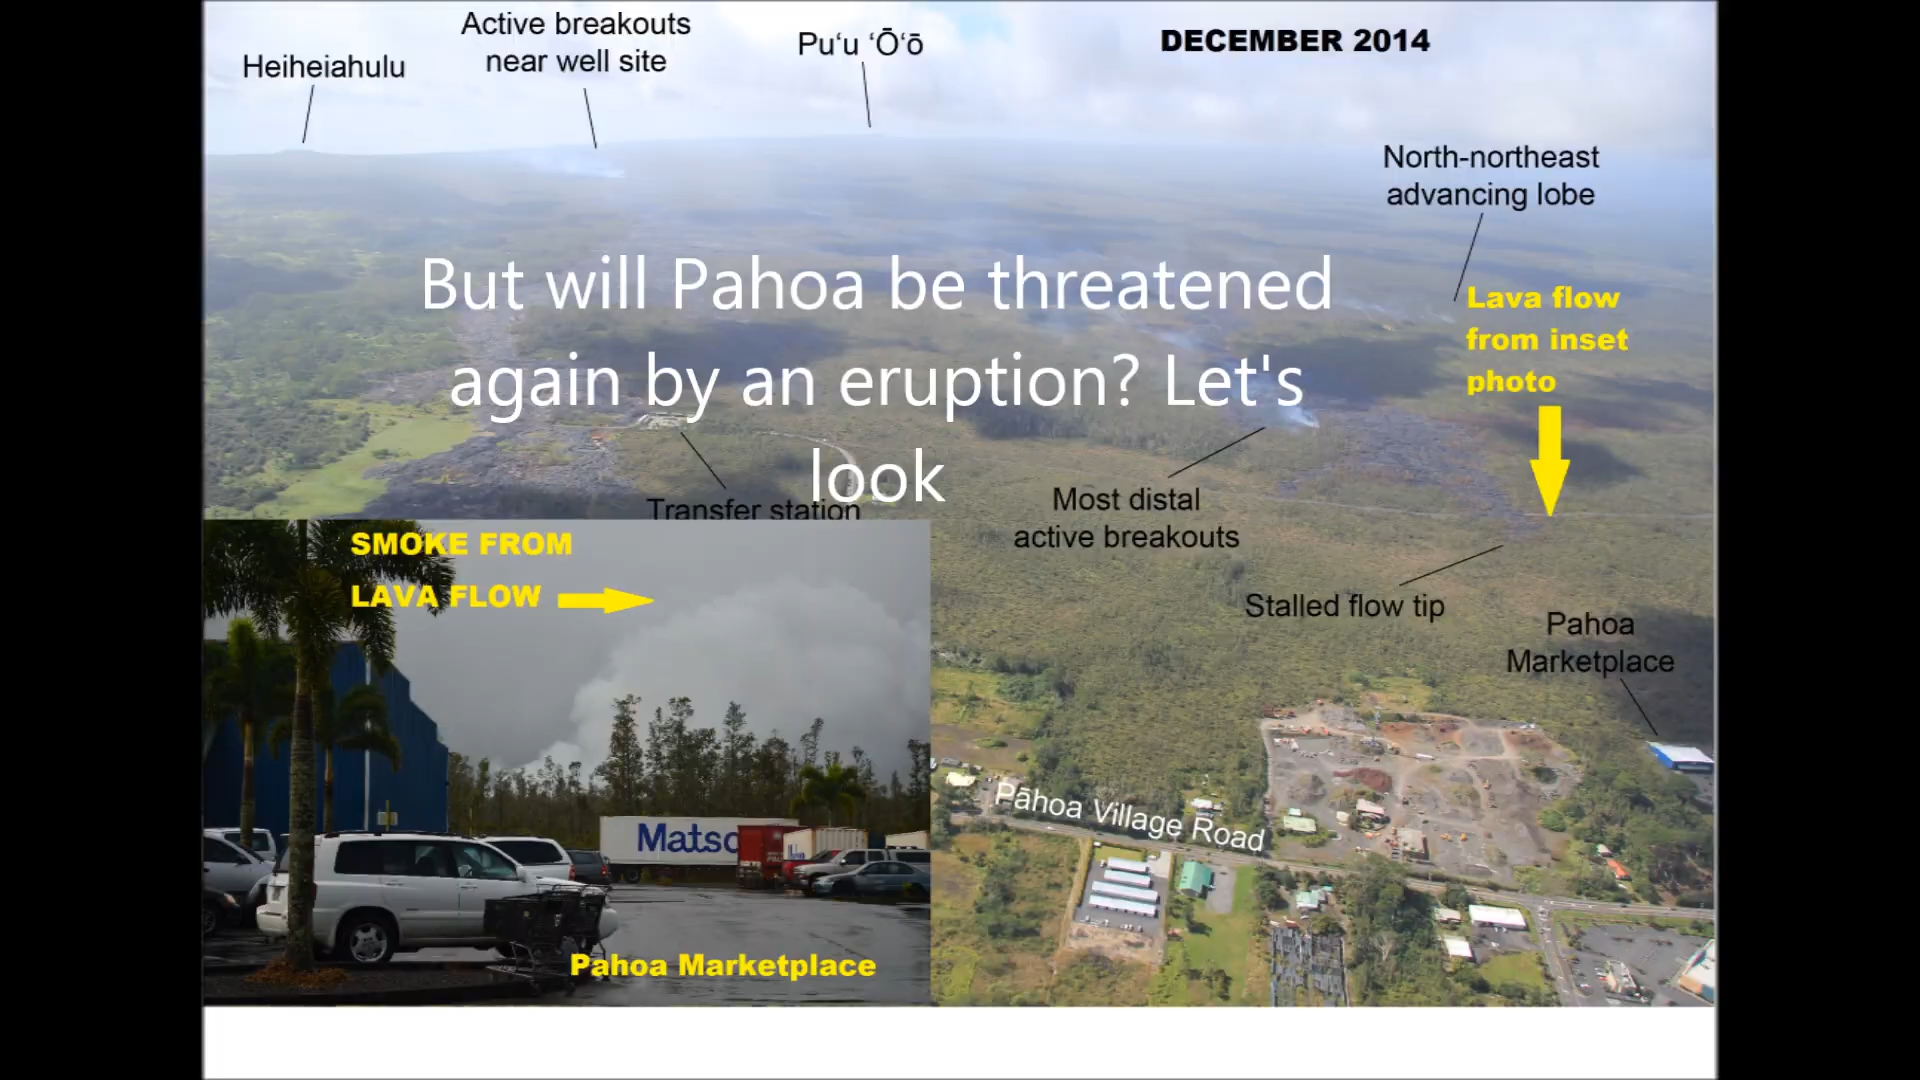 Active breakouts
near well site
Heiheiahulu
Puʻu ʻŌʻō
DECEMBER 2014
North-northeast
advancing lobe
But will Pahoa be threatened
again by an eruption? Let's
look
Lava flow
from inset
photo
Transfer station
Most distal
active breakouts
Stalled flow tip
Pahoa
Marketplace
SMOKE FROM
LAVA FLOW
Matso
Pāhoa Village Road
Pahoa Marketplace